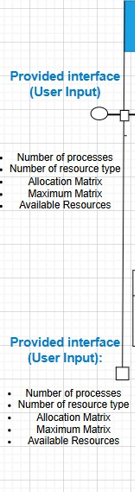 Provided interface
(User Input)
• Number of processes
• Number of resource type
• Allocation Matrix
• Maximum Matrix
• Available Resources
Provided interface
(User Input):
• Number of processes
• Number of resource type
• Allocation Matrix
• Maximum Matrix
• Available Resources